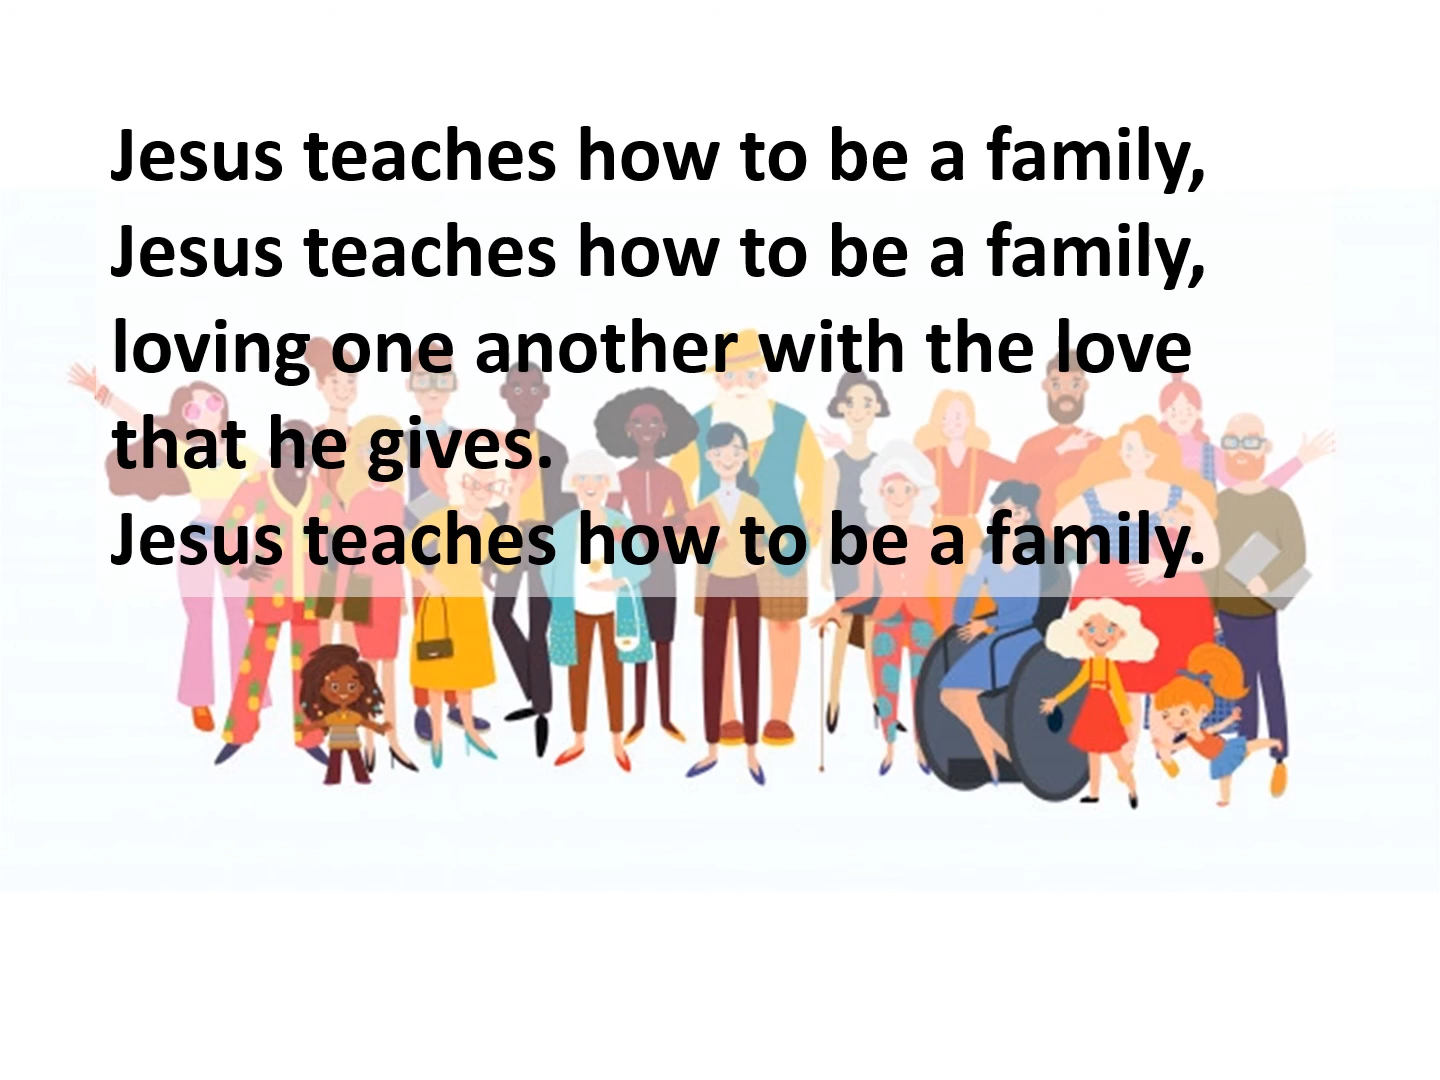 Jesus teaches how to be a family,
Jesus teaches how to be a family,
loving one another with the love
that he gives.
Jesus teaches how to be a family.